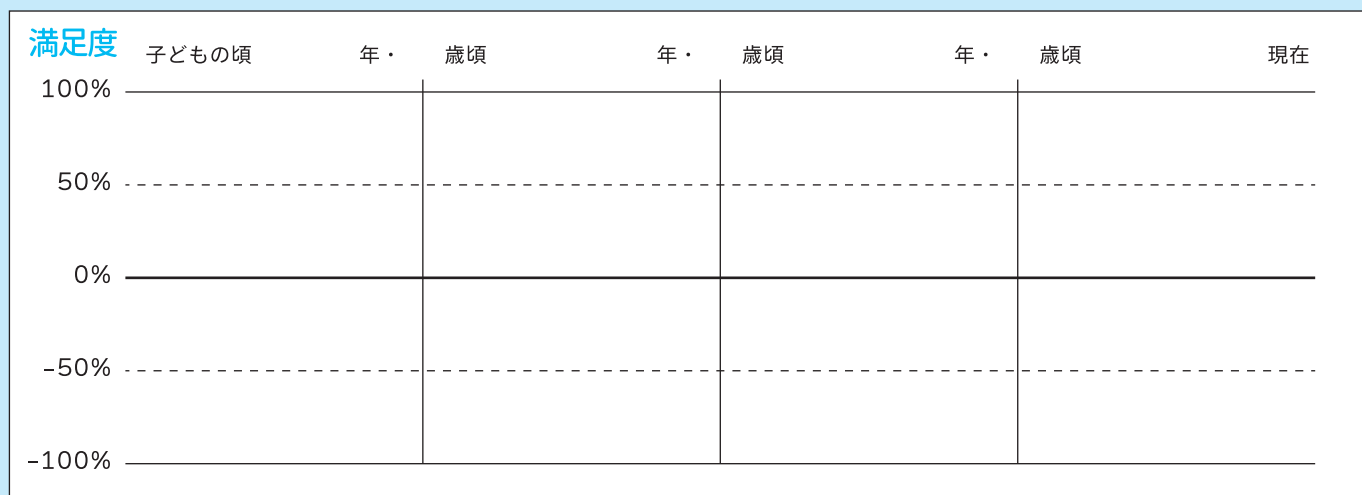 満足度
子どもの頃 年・ 歳頃 年・ 歳頃 年・ 歳頃 現在
100%
50%
0%
-50%
-100%